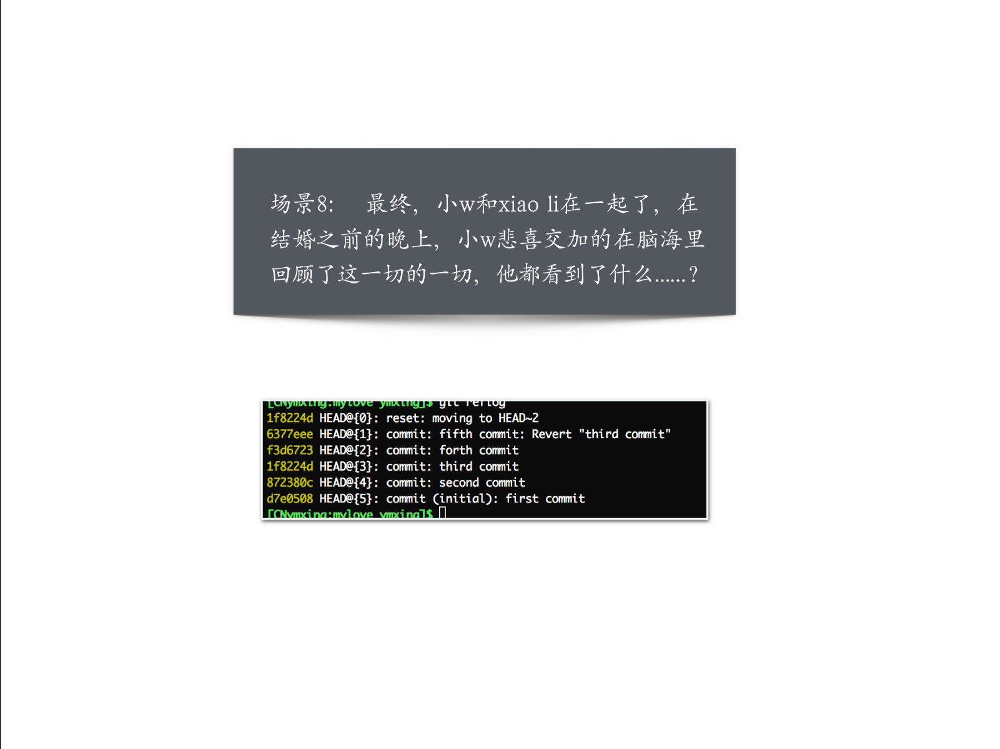 场景8:　最终，小w和xiao li在一起了，在
结婚之前的晚上，小w悲喜交加的在脑海里
回顾了这一切的一切，他都看到了什么……？
[CNymxing:mylove ymxing]$ git reflog
1f8224d HEAD@{0}: reset: moving to HEAD~2
6377eee HEAD@{1}: commit: fifth commit: Revert "third commit"
f3d6723 HEAD@{2}: commit: forth commit
1f8224d HEAD@{3}: commit: third commit
872380c HEAD@{4}: commit: second commit
d7e0508 HEAD@{5}: commit (initial): first commit
[CNymxing:mylove ymxing]$